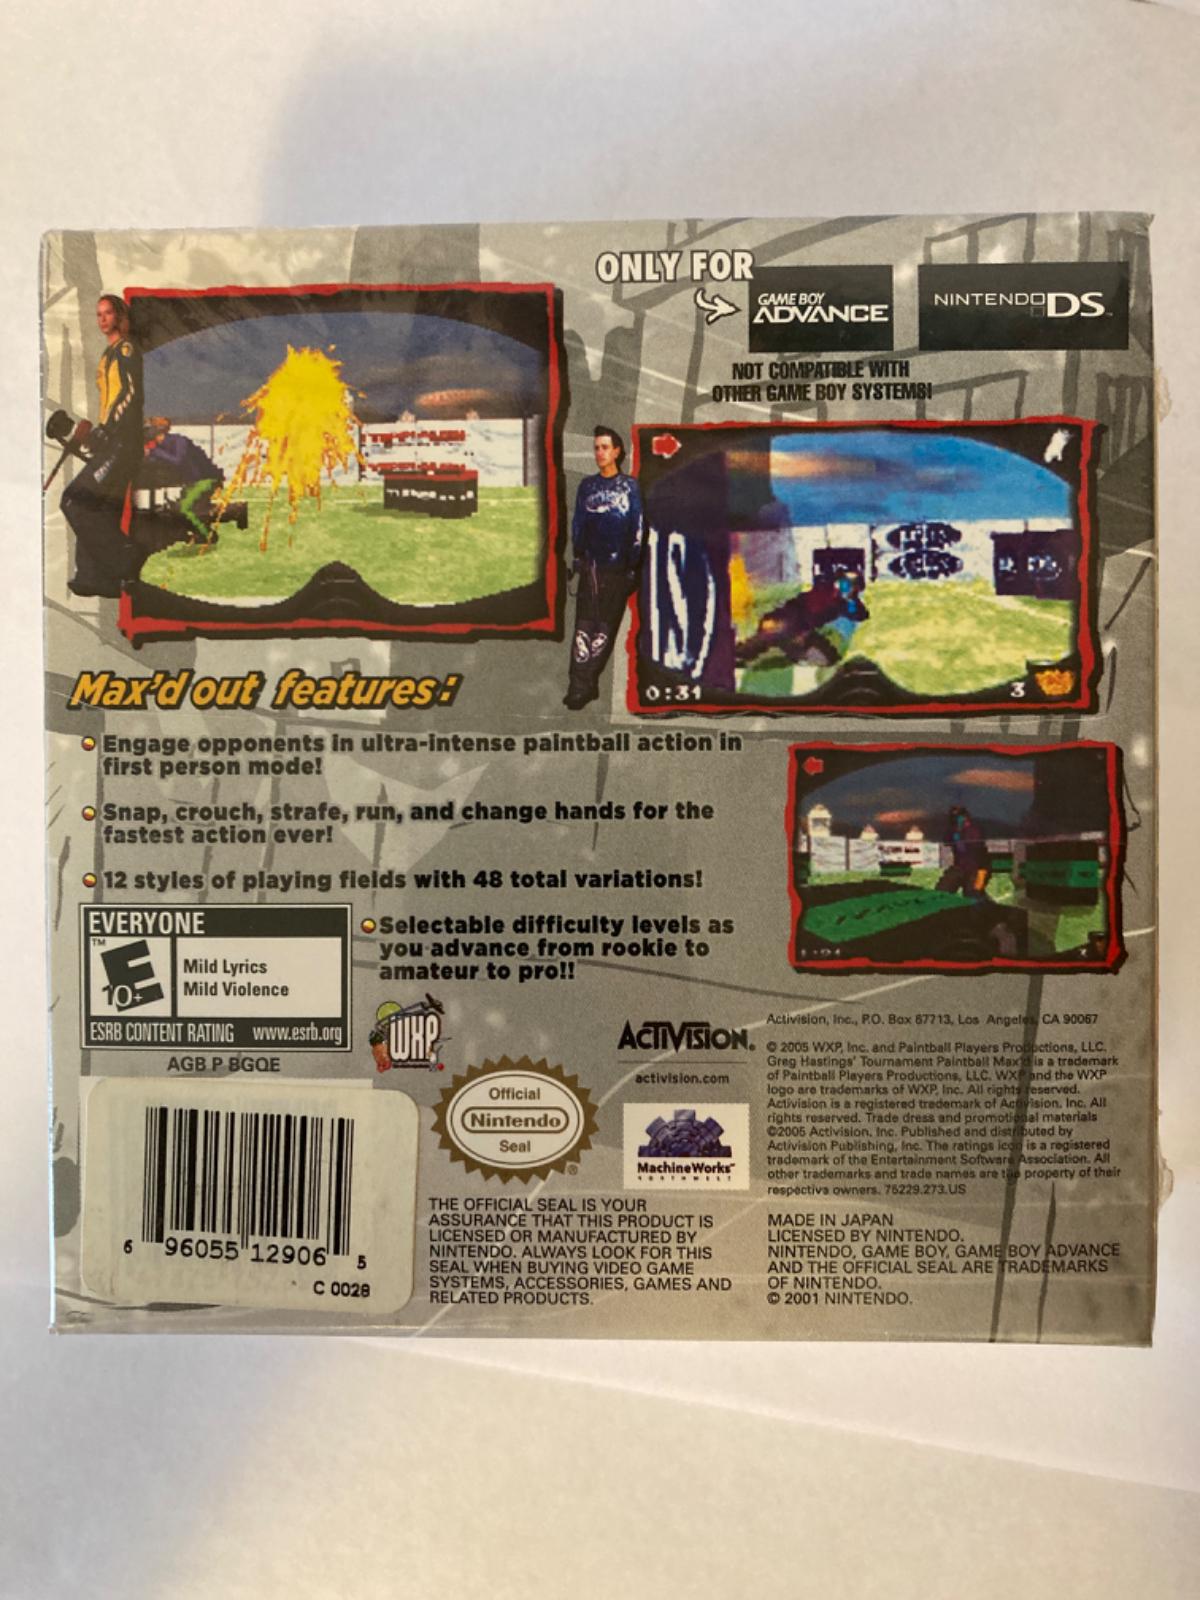 ONLY FOR
GAME BOY
ADVANCE
NINTENDO DS™
NOT COMPATIBLE WITH
OTHER GAME BOY SYSTEMS!
0:31
3
Max'd out features:
Engage opponents in ultra-intense paintball action in
first person mode!
Snap, crouch, strafe, run, and change hands for the
fastest action ever!
12 styles of playing fields with 48 total variations!
Selectable difficulty levels as
you advance from rookie to
amateur to pro!!
EVERYONE
™
E
10+
Mild Lyrics
Mild Violence
ESRB CONTENT RATING www.esrb.org
AGB P BGQE
WXP
6 96055 12906 5
C 0028
Official
Nintendo
Seal
®
THE OFFICIAL SEAL IS YOUR
ASSURANCE THAT THIS PRODUCT IS
LICENSED OR MANUFACTURED BY
NINTENDO. ALWAYS LOOK FOR THIS
SEAL WHEN BUYING VIDEO GAME
SYSTEMS, ACCESSORIES, GAMES AND
RELATED PRODUCTS.
ACTIVISION.
activision.com
MachineWorks™
NORTHWEST
Activision, Inc., P.O. Box 67713, Los Angeles, CA 90067
© 2005 WXP, Inc. and Paintball Players Productions, LLC.
Greg Hastings' Tournament Paintball Max'd is a trademark
of Paintball Players Productions, LLC. WXP and the WXP
logo are trademarks of WXP, Inc. All rights reserved.
Activision is a registered trademark of Activision, Inc. All
rights reserved. Trade dress and promotional materials
©2005 Activision, Inc. Published and distributed by
Activision Publishing, Inc. The ratings icon is a registered
trademark of the Entertainment Software Association. All
other trademarks and trade names are the property of their
respective owners. 75229.273.US
MADE IN JAPAN
LICENSED BY NINTENDO.
NINTENDO, GAME BOY, GAME BOY ADVANCE
AND THE OFFICIAL SEAL ARE TRADEMARKS
OF NINTENDO.
© 2001 NINTENDO.